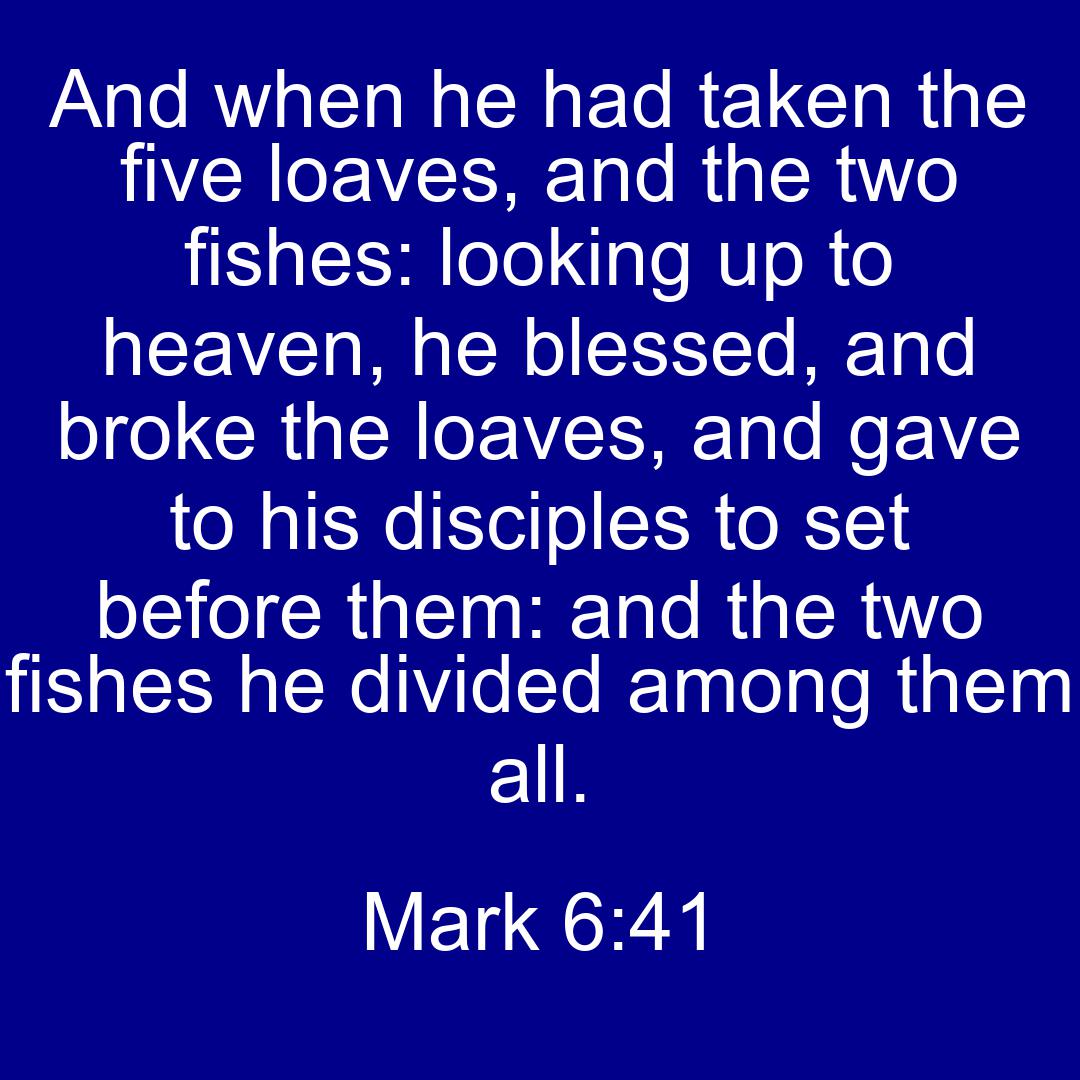 And when he had taken the
five loaves, and the two
fishes: looking up to
heaven, he blessed, and
broke the loaves, and gave
to his disciples to set
before them: and the two
fishes he divided among them
all.
Mark 6:41